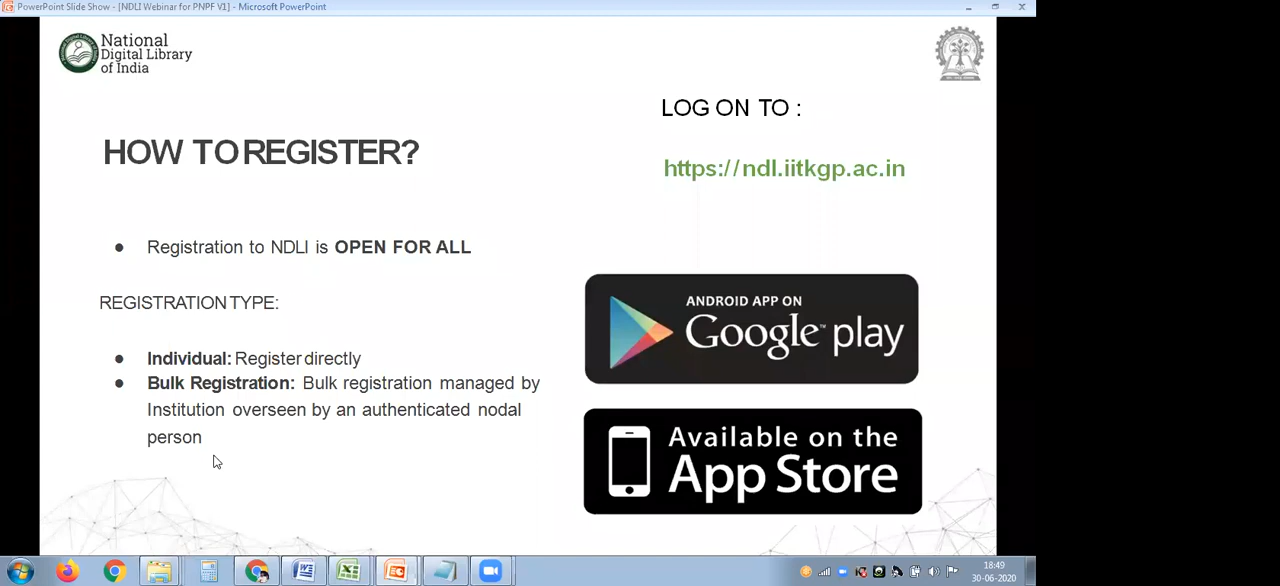 PowerPoint Slide Show - [NDLI Webinar for PNPF V1] - Microsoft PowerPoint
National
Digital Library
of India
LOG ON TO :
HOW TO REGISTER?
https://ndl.iitkgp.ac.in
● Registration to NDLI is OPEN FOR ALL
REGISTRATION TYPE:
● Individual: Register directly
● Bulk Registration: Bulk registration managed by
Institution overseen by an authenticated nodal
person
ANDROID APP ON
Google play
Available on the
App Store
18:49
30-06-2020